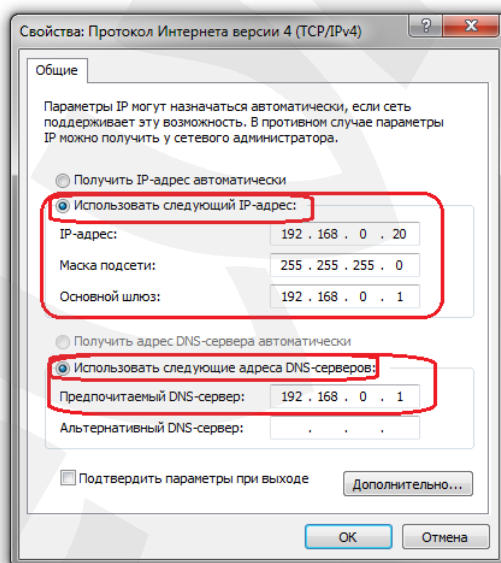 Свойства: Протокол Интернета версии 4 (TCP/IPv4)
Общие
Параметры IP могут назначаться автоматически, если сеть
поддерживает эту возможность. В противном случае параметры
IP можно получить у сетевого администратора.
Получить IP-адрес автоматически
Использовать следующий IP-адрес:
IP-адрес: 192 . 168 . 0 . 20
Маска подсети: 255 . 255 . 255 . 0
Основной шлюз: 192 . 168 . 0 . 1
Получить адрес DNS-сервера автоматически
Использовать следующие адреса DNS-серверов:
Предпочитаемый DNS-сервер: 192 . 168 . 0 . 1
Альтернативный DNS-сервер: . . .
Подтвердить параметры при выходе
Дополнительно...
OK Отмена